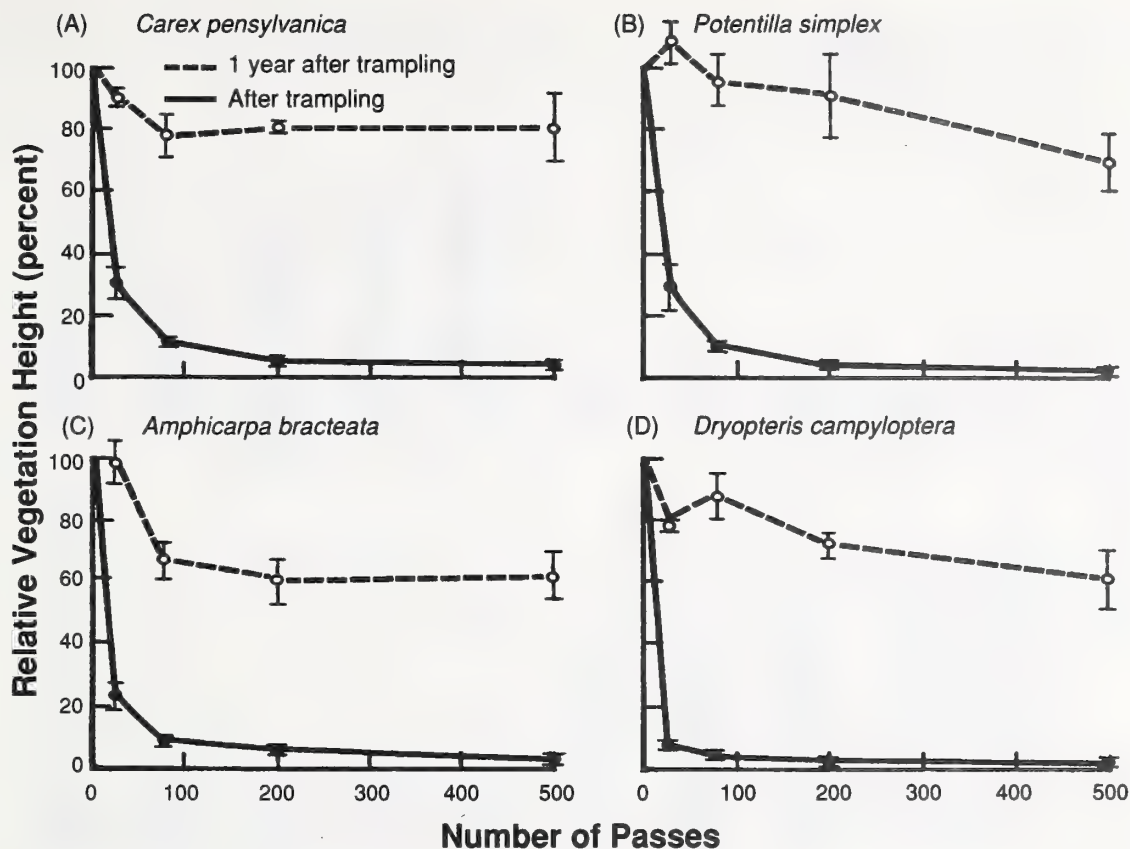 (A) Carex pensylvanica
(B) Potentilla simplex
1 year after trampling
After trampling
100
80
60
40
20
0
(C) Amphicarpa bracteata
(D) Dryopteris campyloptera
100
80
60
40
20
0
0 100 200 300 400 500
0 100 200 300 400 500
Relative Vegetation Height (percent)
Number of Passes